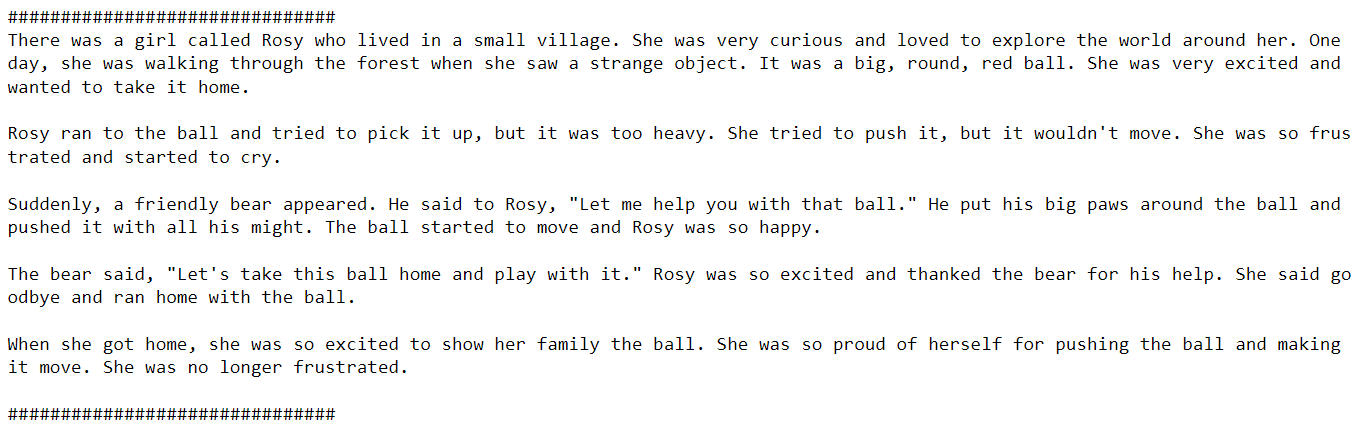 ###############################
There was a girl called Rosy who lived in a small village. She was very curious and loved to explore the world around her. One
day, she was walking through the forest when she saw a strange object. It was a big, round, red ball. She was very excited and
wanted to take it home.

Rosy ran to the ball and tried to pick it up, but it was too heavy. She tried to push it, but it wouldn't move. She was so frus
trated and started to cry.

Suddenly, a friendly bear appeared. He said to Rosy, "Let me help you with that ball." He put his big paws around the ball and
pushed it with all his might. The ball started to move and Rosy was so happy.

The bear said, "Let's take this ball home and play with it." Rosy was so excited and thanked the bear for his help. She said go
odbye and ran home with the ball.

When she got home, she was so excited to show her family the ball. She was so proud of herself for pushing the ball and making
it move. She was no longer frustrated.

###############################